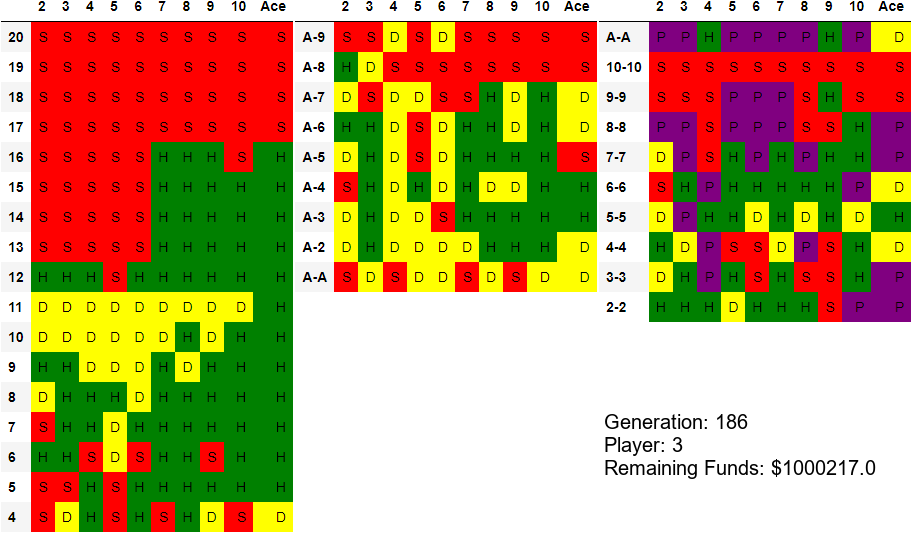 2 3 4 5 6 7 8 9 10 Ace
20 S S S S S S S S S S
19 S S S S S S S S S S
18 S S S S S S S S S S
17 S S S S S S S S S S
16 S S S S S H H H S H
15 S S S S S H H H H H
14 S S S S S H H H H H
13 S S S S S H H H H H
12 H H H S H H H H H H
11 D D D D D D D D D H
10 D D D D D D H D H H
9 H H D D D H D H H H
8 D H H H D H H H H H
7 S H H D H H H H H H
6 H H S D S H H S H H
5 S S H S H H H H H H
4 S D H S H S H D S D
2 3 4 5 6 7 8 9 10 Ace
A-9 S S D S D S S S S S
A-8 H D S S S S S S S S
A-7 D S D D S S H D H D
A-6 H H D S D H H D H D
A-5 D H D S D H H H H S
A-4 S H D H D H D D H H
A-3 D H D D S H H H H H
A-2 D H D D D D H H H D
A-A S D S D D S D S D D
2 3 4 5 6 7 8 9 10 Ace
A-A P P H P P P P H P D
10-10 S S S S S S S S S S
9-9 S S S P P P S H S S
8-8 P P S P P P S S H P
7-7 D P S H P H P H H P
6-6 S H P H H H H H P D
5-5 D P H H D H D H D H
4-4 H D P S S D P S H D
3-3 D H P H S H S S H P
2-2 H H H D H H H S P P
Generation: 186
Player: 3
Remaining Funds: $1000217.0